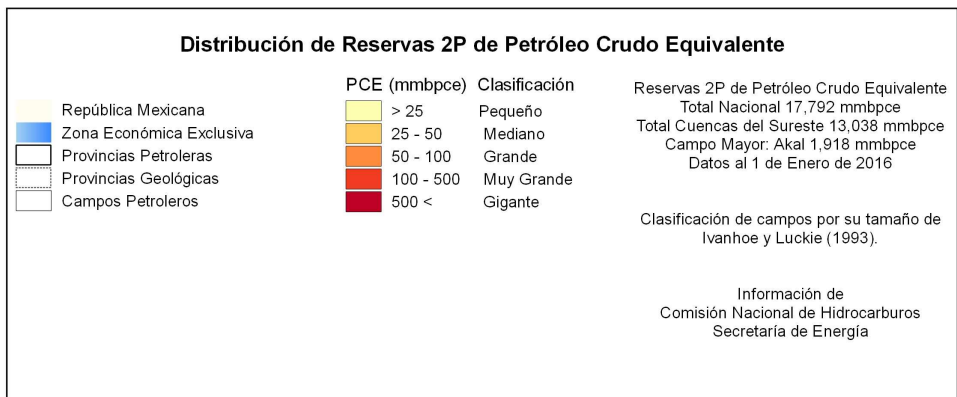 Distribución de Reservas 2P de Petróleo Crudo Equivalente
República Mexicana
Zona Económica Exclusiva
Provincias Petroleras
Provincias Geológicas
Campos Petroleros
PCE (mmbpce) Clasificación
> 25 Pequeño
25 - 50 Mediano
50 - 100 Grande
100 - 500 Muy Grande
500 < Gigante
Reservas 2P de Petróleo Crudo Equivalente
Total Nacional 17,792 mmbpce
Total Cuencas del Sureste 13,038 mmbpce
Campo Mayor: Akal 1,918 mmbpce
Datos al 1 de Enero de 2016
Clasificación de campos por su tamaño de
Ivanhoe y Luckie (1993).
Información de
Comisión Nacional de Hidrocarburos
Secretaría de Energía